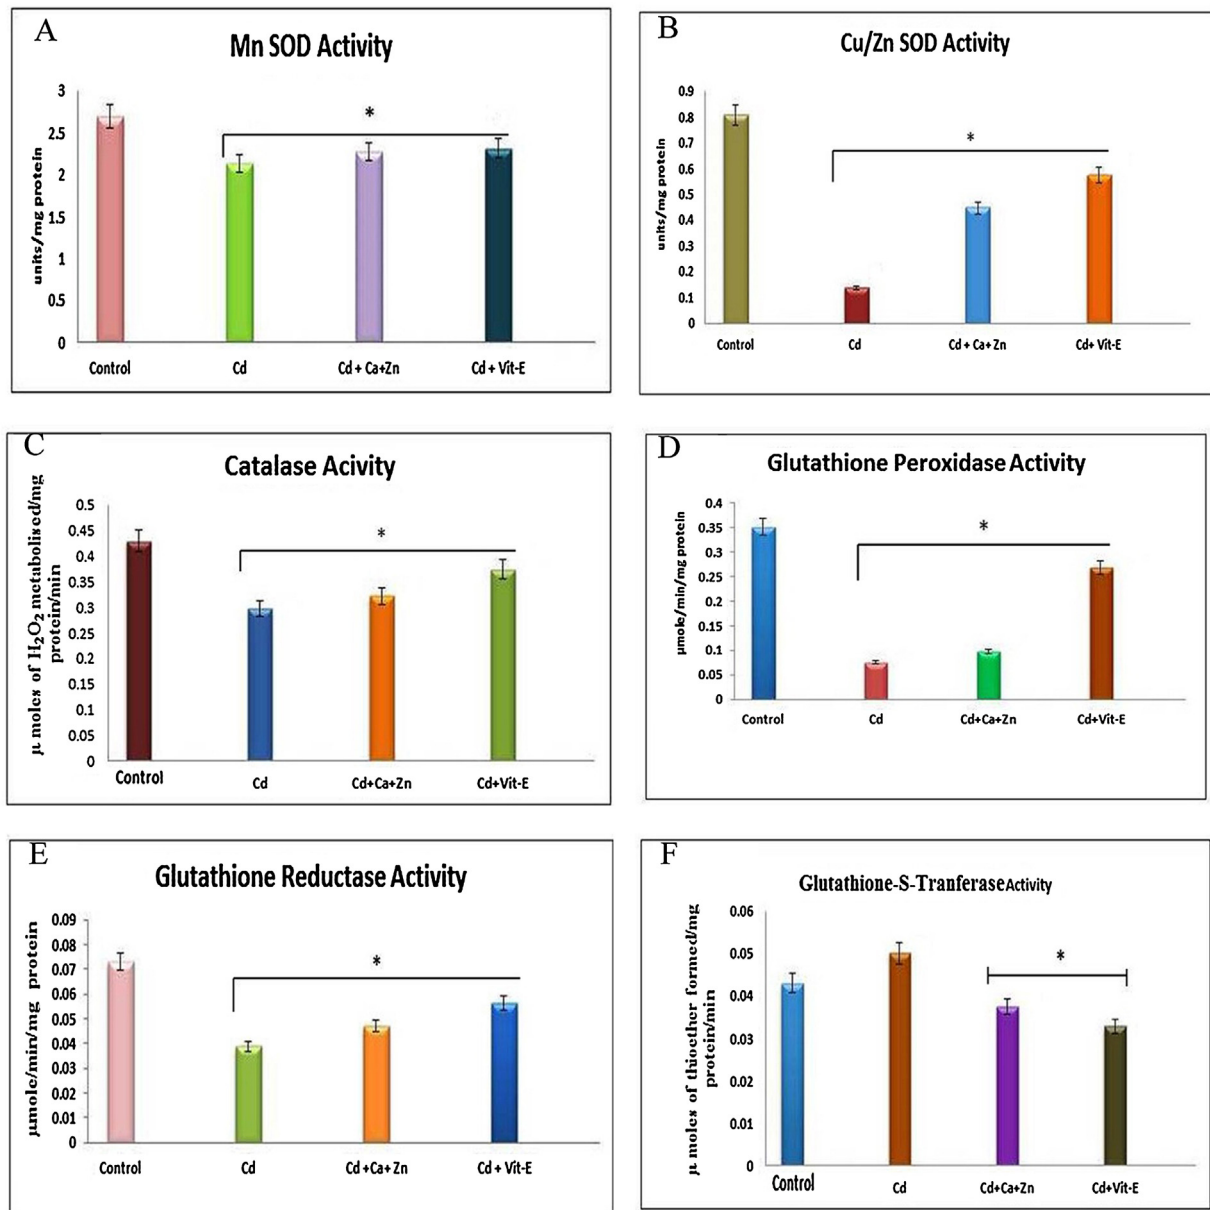 A
Mn SOD Activity
units/mg protein
3
2.5
2
1.5
1
0.5
0
*
Control
Cd
Cd + Ca+Zn
Cd + Vit-E
B
Cu/Zn SOD Activity
units/mg protein
0.9
0.8
0.7
0.6
0.5
0.4
0.3
0.2
0.1
0
*
Control
Cd
Cd + Ca+Zn
Cd+ Vit-E
C
Catalase Acivity
μ moles of H₂O₂ metabolised/mg
protein/min
0.5
0.45
0.4
0.35
0.3
0.25
0.2
0.15
0.1
0.05
0
*
Control
Cd
Cd+Ca+Zn
Cd+Vit-E
D
Glutathione Peroxidase Activity
μmole/min/mg protein
0.4
0.35
0.3
0.25
0.2
0.15
0.1
0.05
0
*
Control
Cd
Cd+Ca+Zn
Cd+Vit-E
E
Glutathione Reductase Activity
μmole/min/mg protein
0.09
0.08
0.07
0.06
0.05
0.04
0.03
0.02
0.01
0
*
Control
Cd
Cd +Ca+Zn
Cd + Vit-E
F
Glutathione-S-Tranferase Activity
μ moles of thioether formed/mg
protein/min
0.06
0.05
0.04
0.03
0.02
0.01
0
*
Control
Cd
Cd+Ca+Zn
Cd+Vit-E